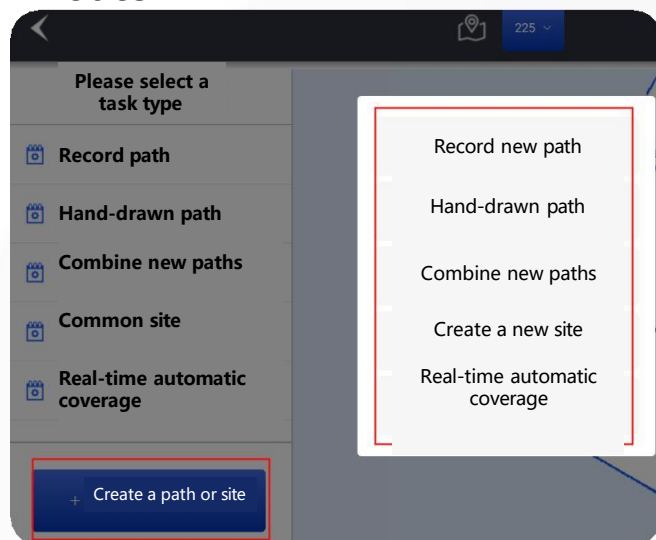 225
Please select a
task type
Record path
Hand-drawn path
Combine new paths
Common site
Real-time automatic
coverage
+ Create a path or site
Record new path
Hand-drawn path
Combine new paths
Create a new site
Real-time automatic
coverage